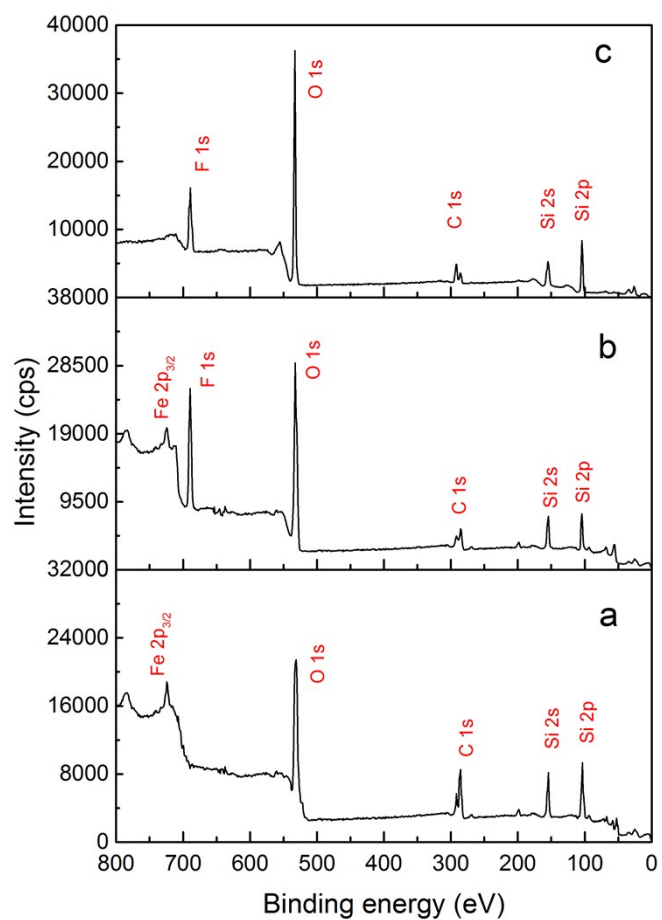 40000
30000
20000
10000
38000
28500
19000
9500
32000
24000
16000
8000
0
Intensity (cps)
c
F 1s
O 1s
C 1s
Si 2s
Si 2p
b
Fe 2p3/2
F 1s
O 1s
C 1s
Si 2s
Si 2p
a
Fe 2p3/2
O 1s
C 1s
Si 2s
Si 2p
800 700 600 500 400 300 200 100 0
Binding energy (eV)